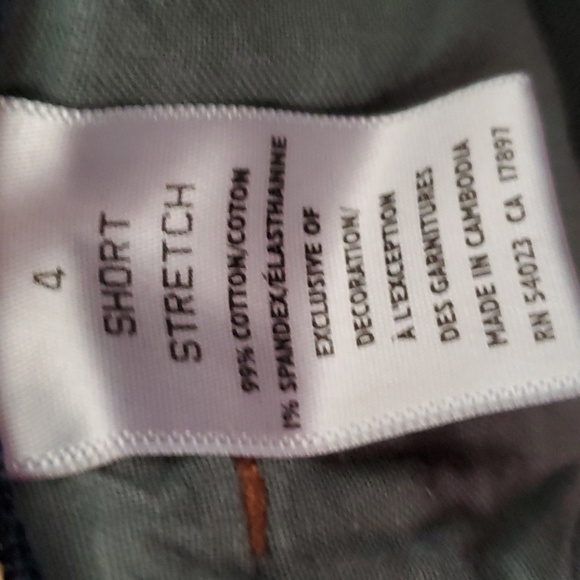 4
SHORT
STRETCH
99% COTTON/COTON
1% SPANDEX/ÉLASTHANNE
EXCLUSIVE OF
DECORATION/
À L'EXCEPTION
DES GARNITURES
MADE IN CAMBODIA
RN 54023 CA 17897